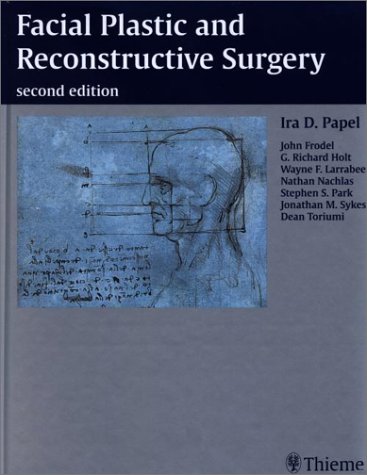 Facial Plastic and
Reconstructive Surgery
second edition
Ira D. Papel
John Frodel
G. Richard Holt
Wayne F. Larrabee
Nathan Nachlas
Stephen S. Park
Jonathan M. Sykes
Dean Toriumi
Thieme